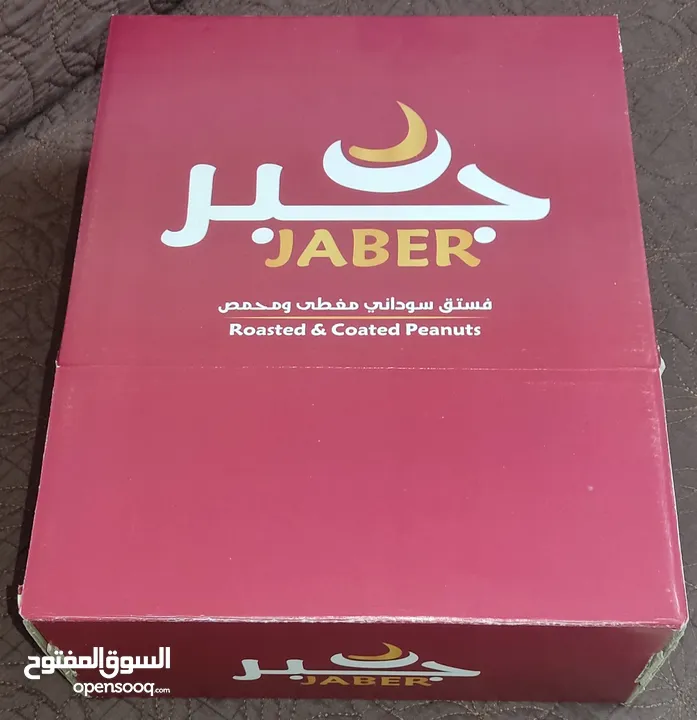 جبر
JABER
فستق سوداني مغطى ومحمص
Roasted & Coated Peanuts
جبر
JABER
السوق المفتوح
opensooq.com